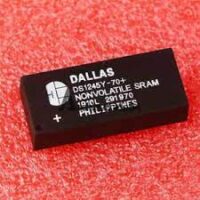 DALLAS
DS1245Y-70+
NONVOLATILE SRAM
1910L 291970
PHILIPPINES
+